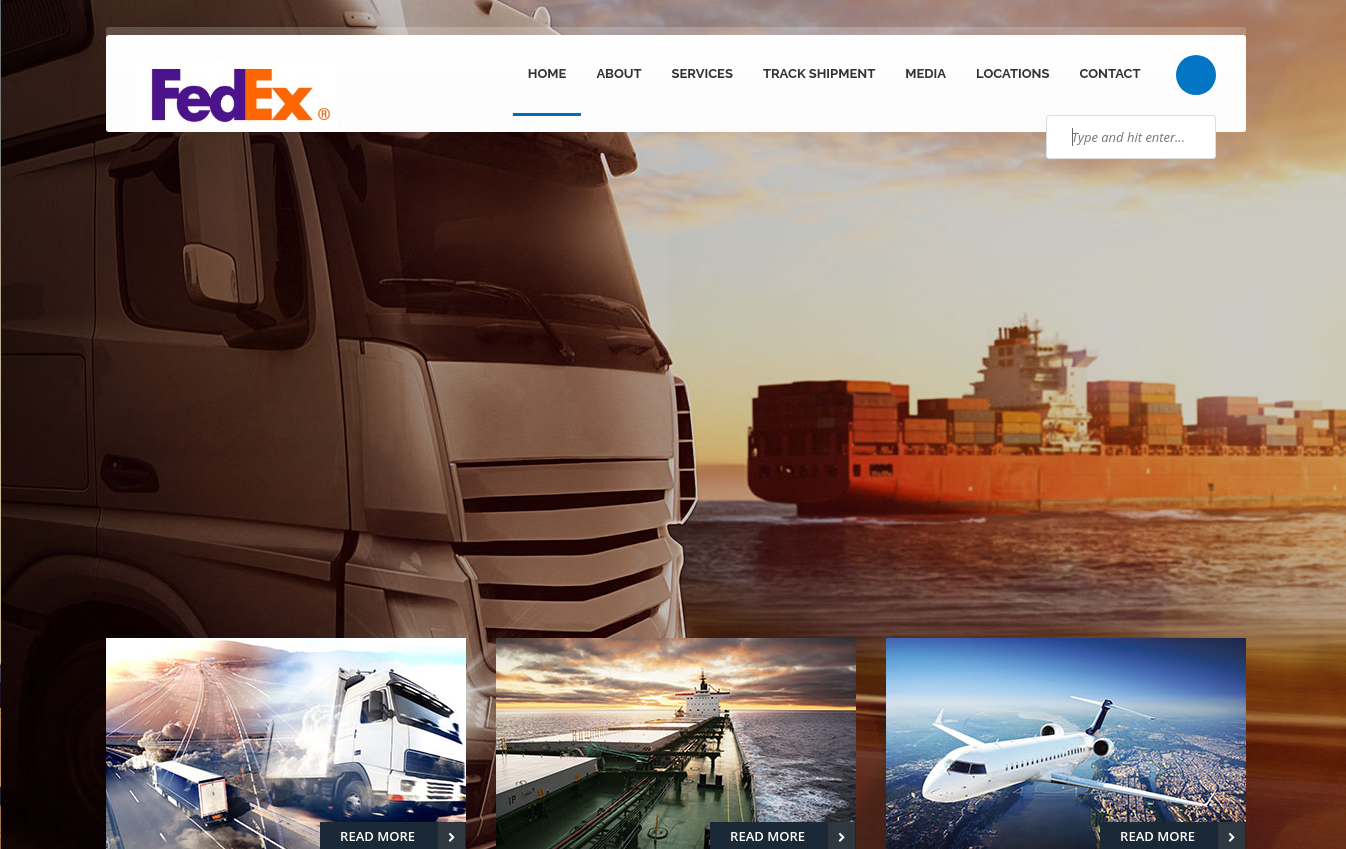 FedEx®
HOME ABOUT SERVICES TRACK SHIPMENT MEDIA LOCATIONS CONTACT
Type and hit enter...
READ MORE
READ MORE
READ MORE